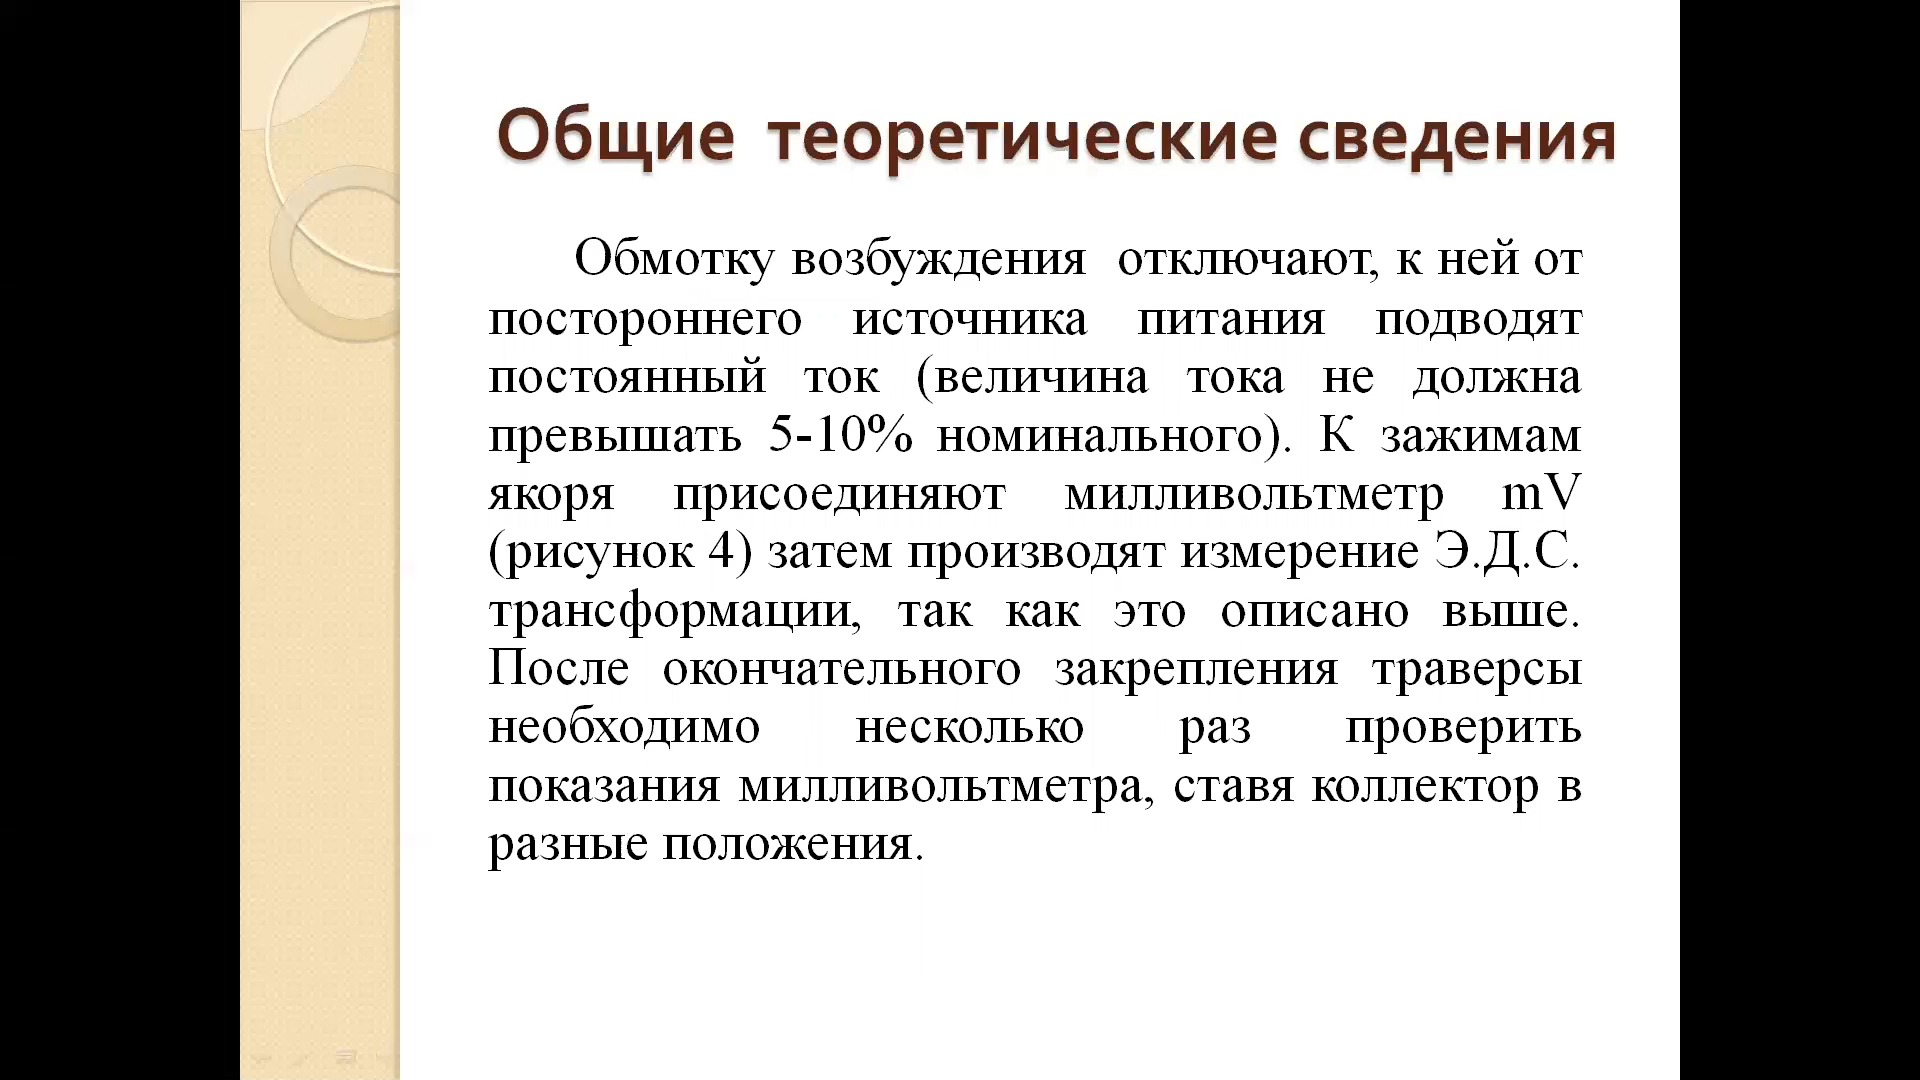 Общие теоретические сведения
Обмотку возбуждения отключают, к ней от
постороннего источника питания подводят
постоянный ток (величина тока не должна
превышать 5-10% номинального). К зажимам
якоря присоединяют милливольтметр mV
(рисунок 4) затем производят измерение Э.Д.С.
трансформации, так как это описано выше.
После окончательного закрепления траверсы
необходимо несколько раз проверить
показания милливольтметра, ставя коллектор в
разные положения.